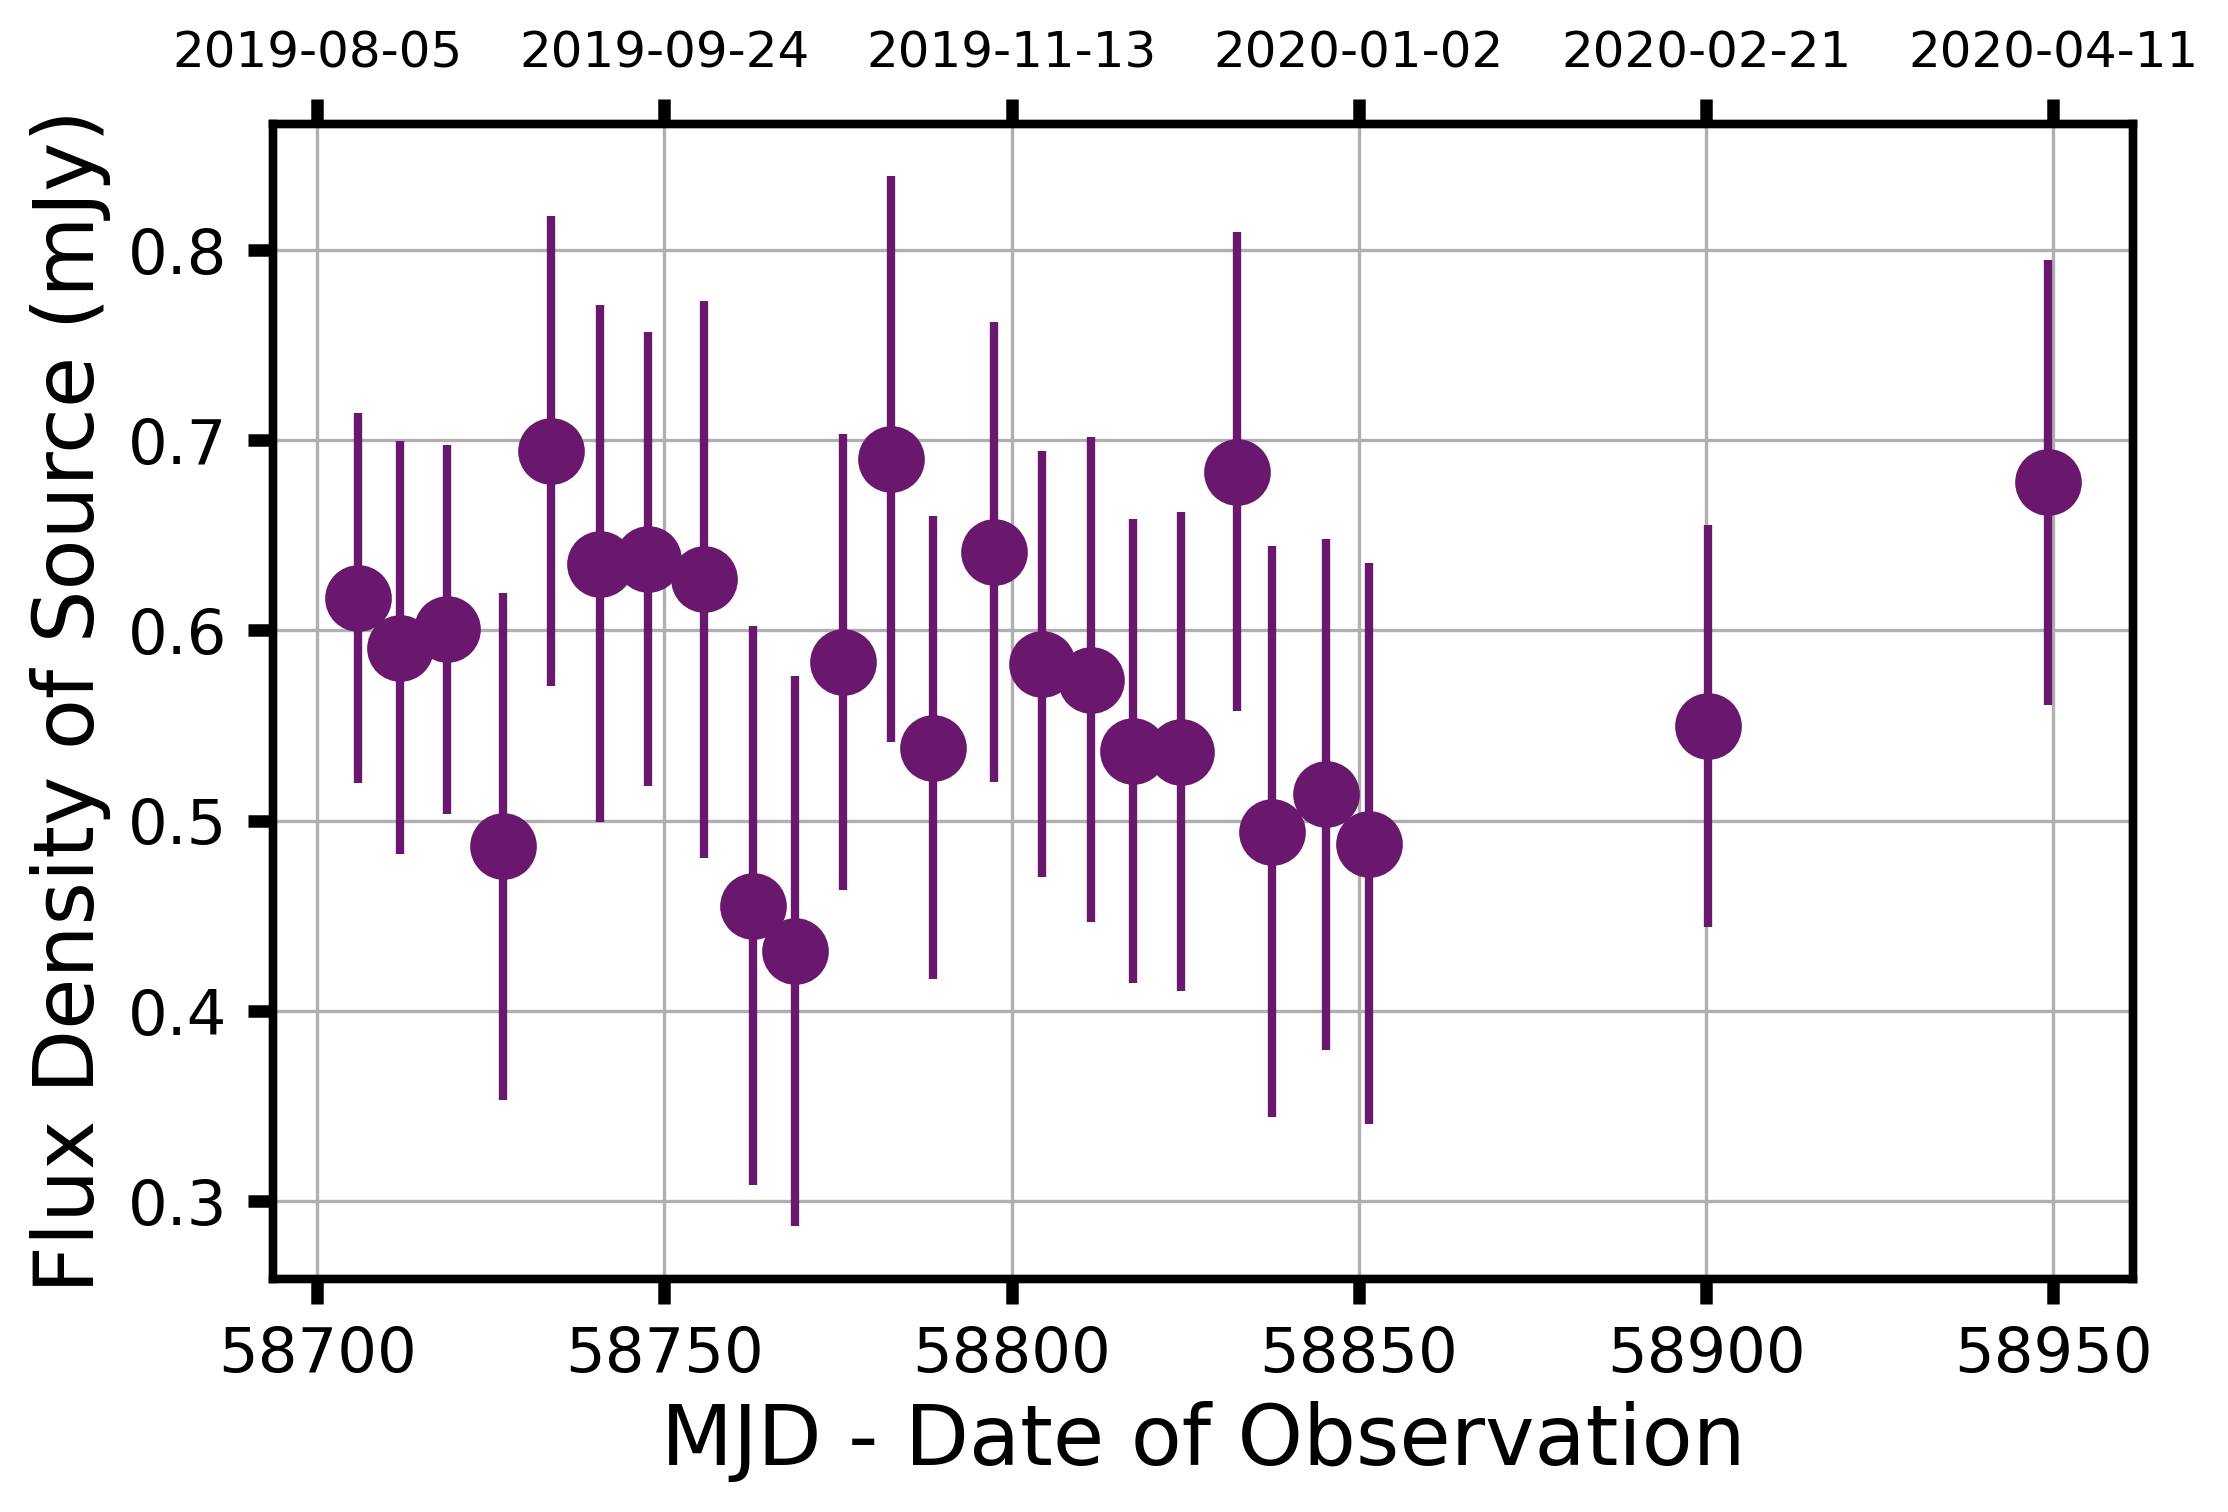 2019-08-05 2019-09-24 2019-11-13 2020-01-02 2020-02-21 2020-04-11
Flux Density of Source (mJy)
0.8
0.7
0.6
0.5
0.4
0.3
58700 58750 58800 58850 58900 58950
MJD - Date of Observation